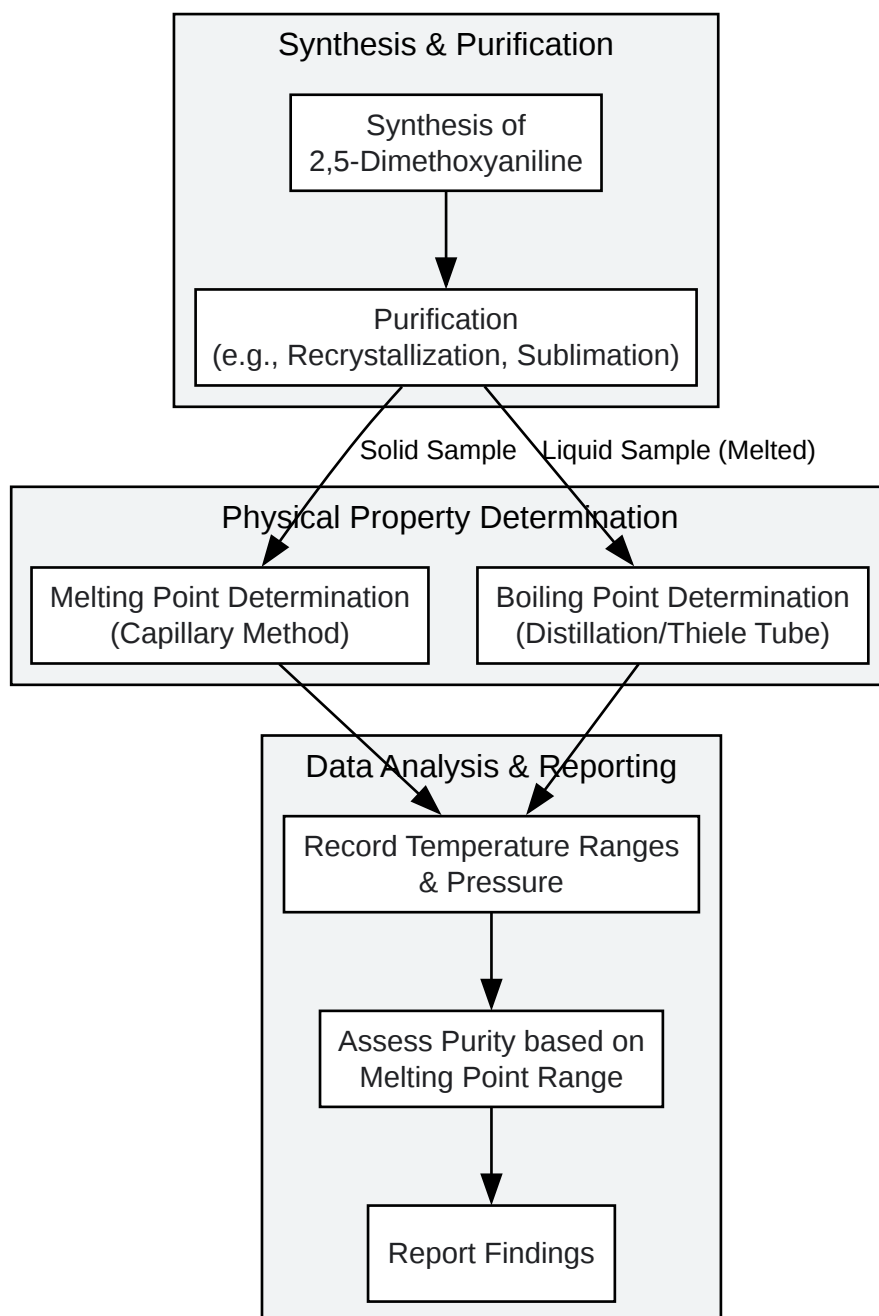 Synthesis & Purification
Synthesis of
2,5-Dimethoxyaniline
Purification
(e.g., Recrystallization, Sublimation)
Solid Sample
Liquid Sample (Melted)
Physical Property Determination
Melting Point Determination
(Capillary Method)
Boiling Point Determination
(Distillation/Thiele Tube)
Data Analysis & Reporting
Record Temperature Ranges
& Pressure
Assess Purity based on
Melting Point Range
Report Findings